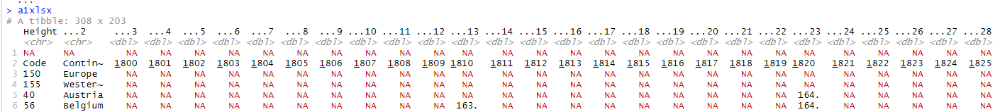 ...
> a1xlsx
# A tibble: 308 x 203
Height ...2 ...3 ...4 ...5 ...6 ...7 ...8 ...9 ...10 ...11 ...12 ...13 ...14 ...15 ...16 ...17 ...18 ...19 ...20 ...21 ...22 ...23 ...24 ...25 ...26 ...27 ...28
<chr> <chr> <dbl> <dbl> <dbl> <dbl> <dbl> <dbl> <dbl> <dbl> <dbl> <dbl> <dbl> <dbl> <dbl> <dbl> <dbl> <dbl> <dbl> <dbl> <dbl> <dbl> <dbl> <dbl> <dbl> <dbl> <dbl> <dbl>
1 NA NA NA NA NA NA NA NA NA NA NA NA NA NA NA NA NA NA NA NA NA NA NA NA NA NA NA NA
2 Code Contin~ 1800 1801 1802 1803 1804 1805 1806 1807 1808 1809 1810 1811 1812 1813 1814 1815 1816 1817 1818 1819 1820 1821 1822 1823 1824 1825
3 150 Europe NA NA NA NA NA NA NA NA NA NA NA NA NA NA NA NA NA NA NA NA NA NA NA NA NA NA
4 155 Wester~ NA NA NA NA NA NA NA NA NA NA NA NA NA NA NA NA NA NA NA NA NA NA NA NA NA NA
5 40 Austria NA NA NA NA NA NA NA NA NA NA NA NA NA NA NA NA NA NA NA NA 164. NA NA NA NA NA
6 56 Belgium NA NA NA NA NA NA NA NA NA NA 163. NA NA NA NA NA NA NA NA NA 164. NA NA NA NA NA